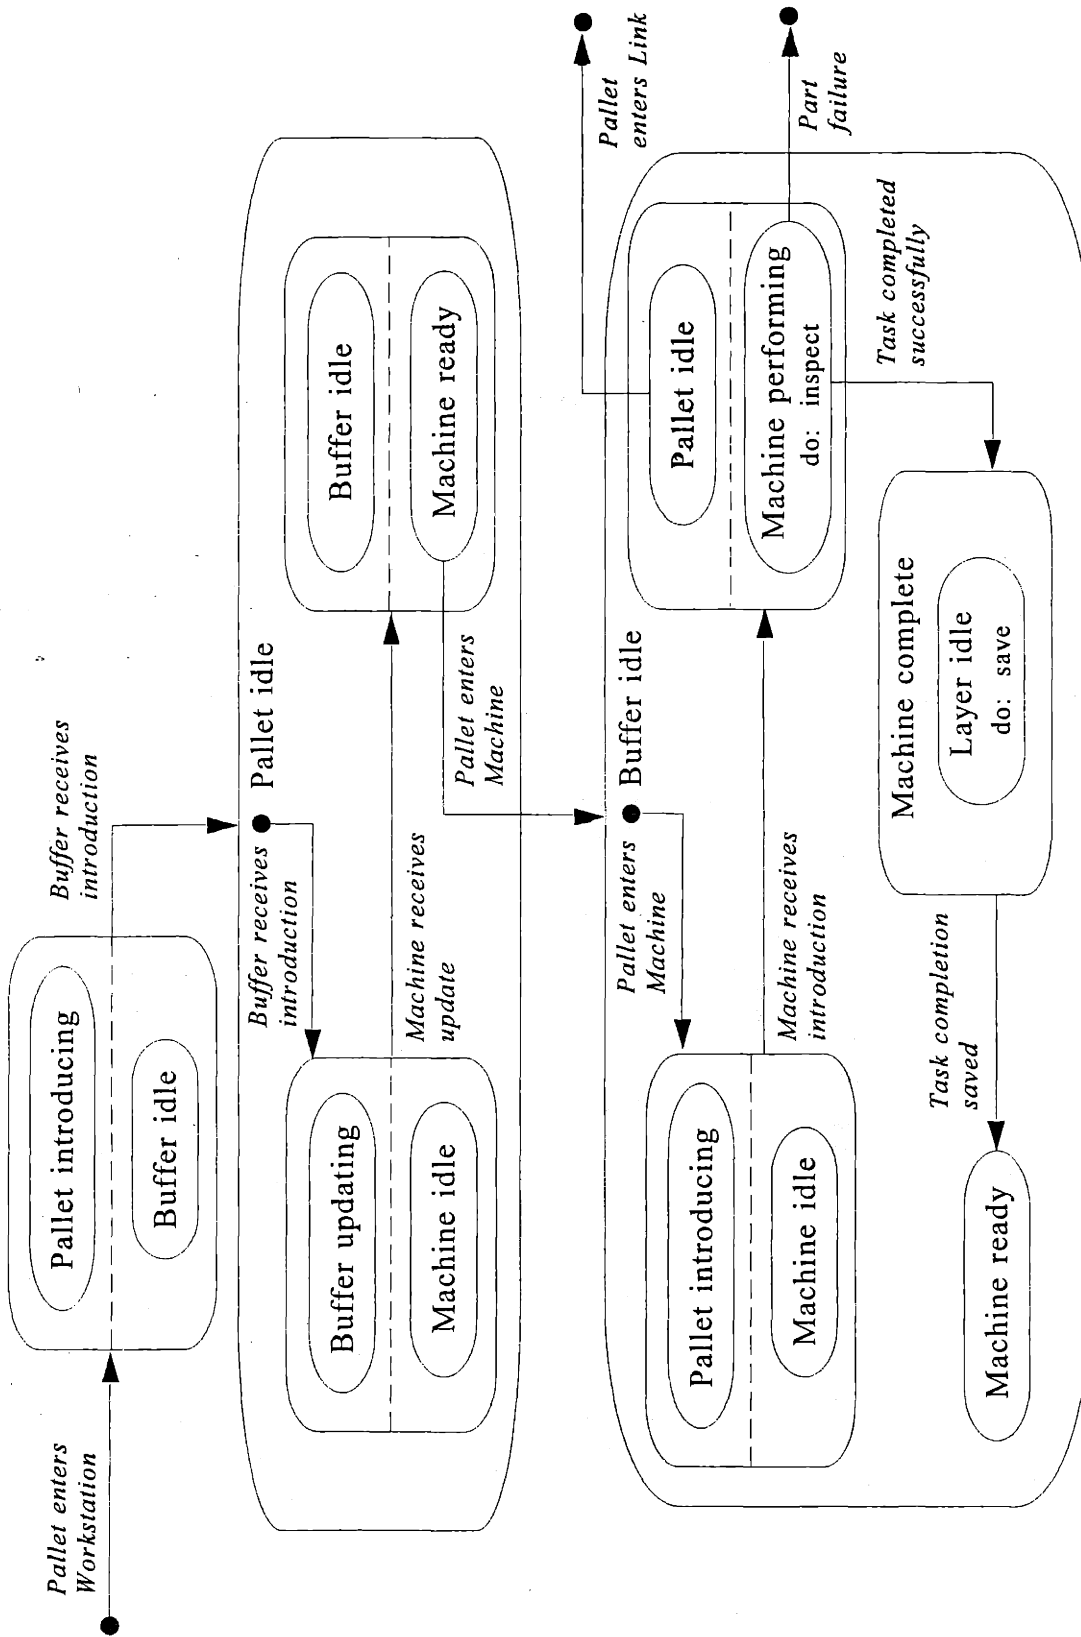 Pallet enters
Workstation
Pallet introducing
Buffer idle
Buffer receives
introduction
Pallet idle
Buffer receives
introduction
Buffer updating
Machine idle
Machine receives
update
Buffer idle
Machine ready
Pallet enters
Machine
Buffer idle
Pallet enters
Machine
Pallet introducing
Machine idle
Machine receives
introduction
Pallet idle
Machine performing
do: inspect
Pallet
enters Link
Part
failure
Task completed
successfully
Machine complete
Layer idle
do: save
Task completion
saved
Machine ready